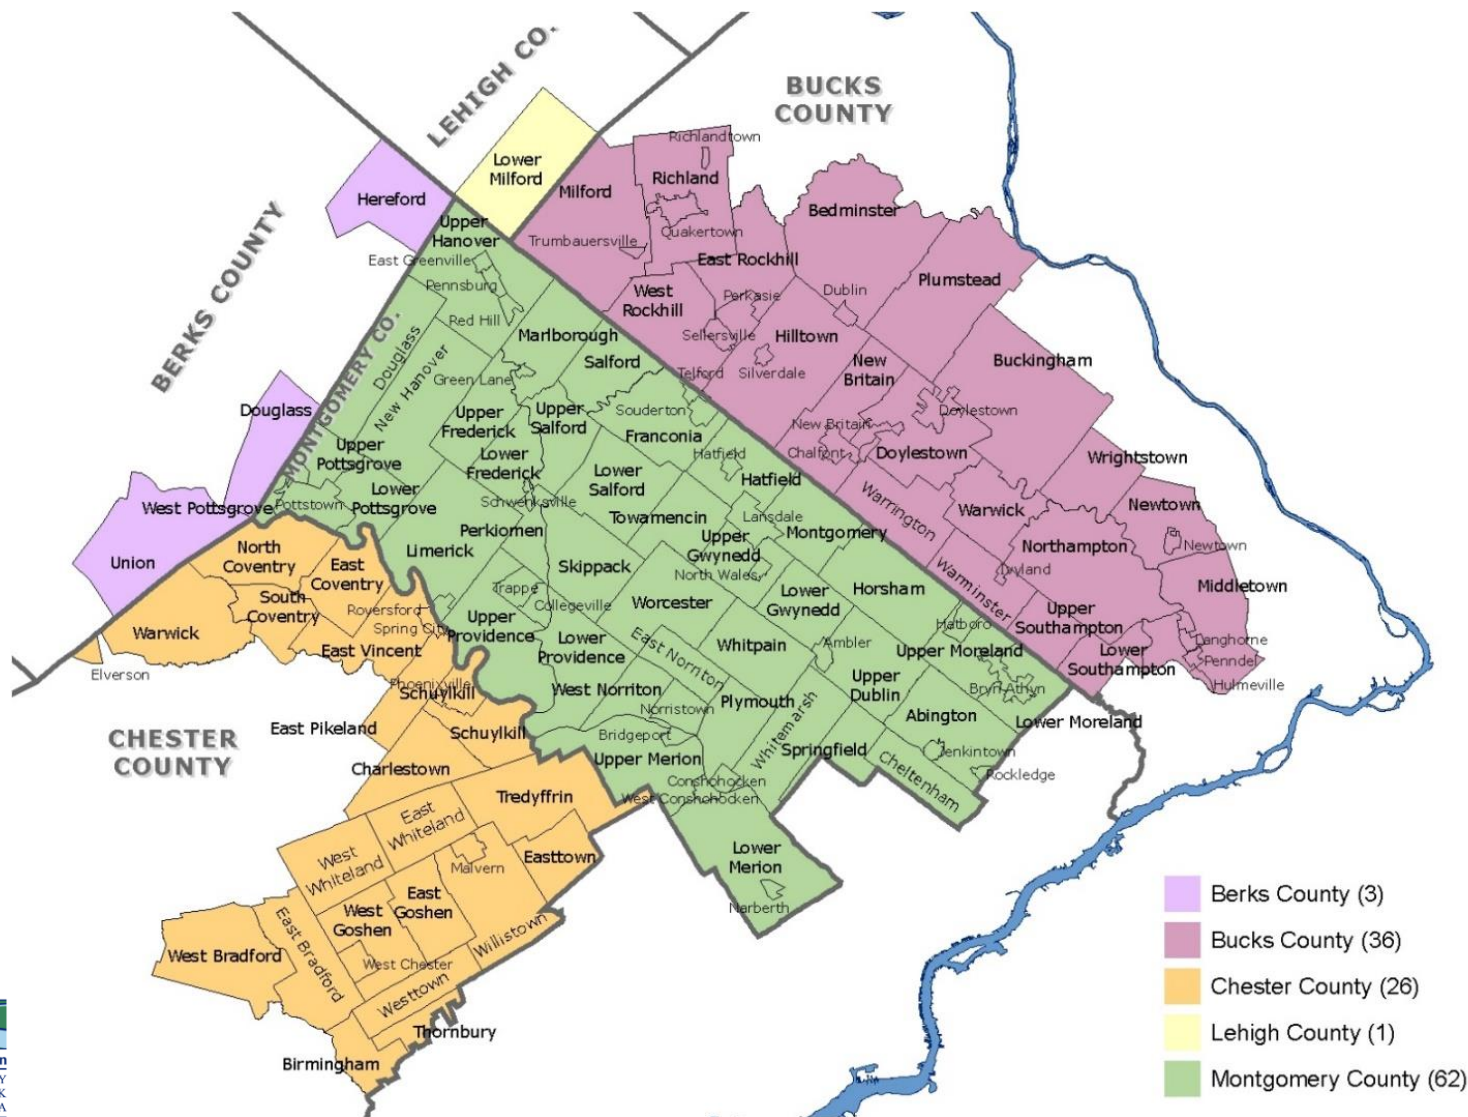 LEHIGH CO.
BUCKS
COUNTY
BERKS COUNTY
MONTGOMERY CO.
CHESTER
COUNTY
Lower
Milford
Hereford
Milford
Richlandtown
Richland
Quakertown
Trumbauersville
Bedminster
East Rockhill
West
Rockhill
Perkasie
Dublin
Plumstead
Sellersville
Hilltown
Telford
Silverdale
New
Britain
Buckingham
Doylestown
New Britain
Chalfont
Doylestown
Wrightstown
Warrington
Warwick
Newtown
Newtown
Northampton
Ivyland
Warminster
Middletown
Upper
Southampton
Lower
Southampton
Langhorne
Penndel
Hulmeville
Upper
Hanover
East Greenville
Pennsburg
Red Hill
Marlborough
Salford
Douglass
New Hanover
Green Lane
Upper
Frederick
Upper
Salford
Souderton
Franconia
Hatfield
Hatfield
Douglass
Upper
Pottsgrove
Lower
Frederick
Lower
Salford
Lower
Pottsgrove
Schwenksville
West Pottsgrove
Pottstown
Towamencin
Lansdale
Montgomery
Perkiomen
Upper
Gwynedd
North Wales
Limerick
Skippack
Union
North
Coventry
East
Coventry
South
Coventry
Trappe
Collegeville
Worcester
Lower
Gwynedd
Horsham
Hatboro
Royersford
Spring City
Upper
Providence
Lower
Providence
East Norriton
Whitpain
Ambler
Upper Moreland
Bryn Athyn
Warwick
Elverson
East Vincent
Phoenixville
Schuylkill
West Norriton
Norristown
Plymouth
Upper
Dublin
Abington
Lower Moreland
Whitemarsh
East Pikeland
Schuylkill
Bridgeport
Upper Merion
Springfield
Cheltenham
Jenkintown
Rockledge
Charlestown
Conshohocken
West Conshohocken
Tredyffrin
East
Whiteland
West
Whiteland
Malvern
Easttown
Lower
Merion
Narberth
East
Goshen
West
Goshen
East Bradford
West Bradford
West Chester
Willistown
Westtown
Thornbury
Birmingham
Berks County (3)
Bucks County (36)
Chester County (26)
Lehigh County (1)
Montgomery County (62)
n
Y
K
A